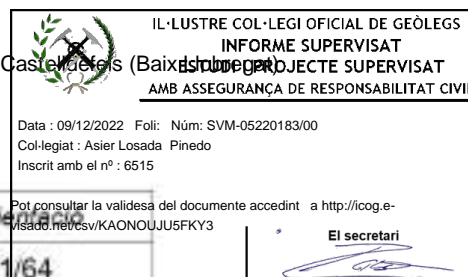 IL·LUSTRE COL·LEGI OFICIAL DE GEÒLEGS
INFORME SUPERVISAT
Castelldefels (Baix Llobregat).
ESTUDI - PROJECTE SUPERVISAT
AMB ASSEGURANÇA DE RESPONSABILITAT CIVIL
Data : 09/12/2022 Foli: Núm: SVM-05220183/00
Col·legiat : Asier Losada Pinedo
Inscrit amb el nº : 6515
Pot consultar la validesa del documente accedint a http://icog.e-
visado.net/csv/KAONOUJU5FKY3
El secretari
1/64